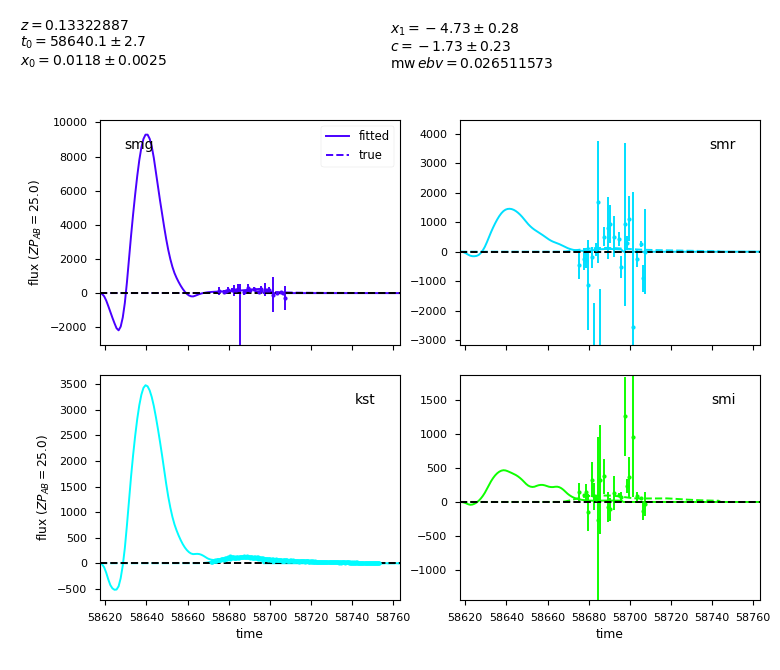 z = 0.13322887
t₀ = 58640.1 ± 2.7
x₀ = 0.0118 ± 0.0025
x₁ = −4.73 ± 0.28
c = −1.73 ± 0.23
mw ebv = 0.026511573
10000
8000
6000
4000
2000
0
−2000
flux (ZP_AB = 25.0)
smg
fitted
true
4000
3000
2000
1000
0
−1000
−2000
−3000
smr
3500
3000
2500
2000
1500
1000
500
0
−500
flux (ZP_AB = 25.0)
kst
58620 58640 58660 58680 58700 58720 58740 58760
time
1500
1000
500
0
−500
−1000
smi
58620 58640 58660 58680 58700 58720 58740 58760
time